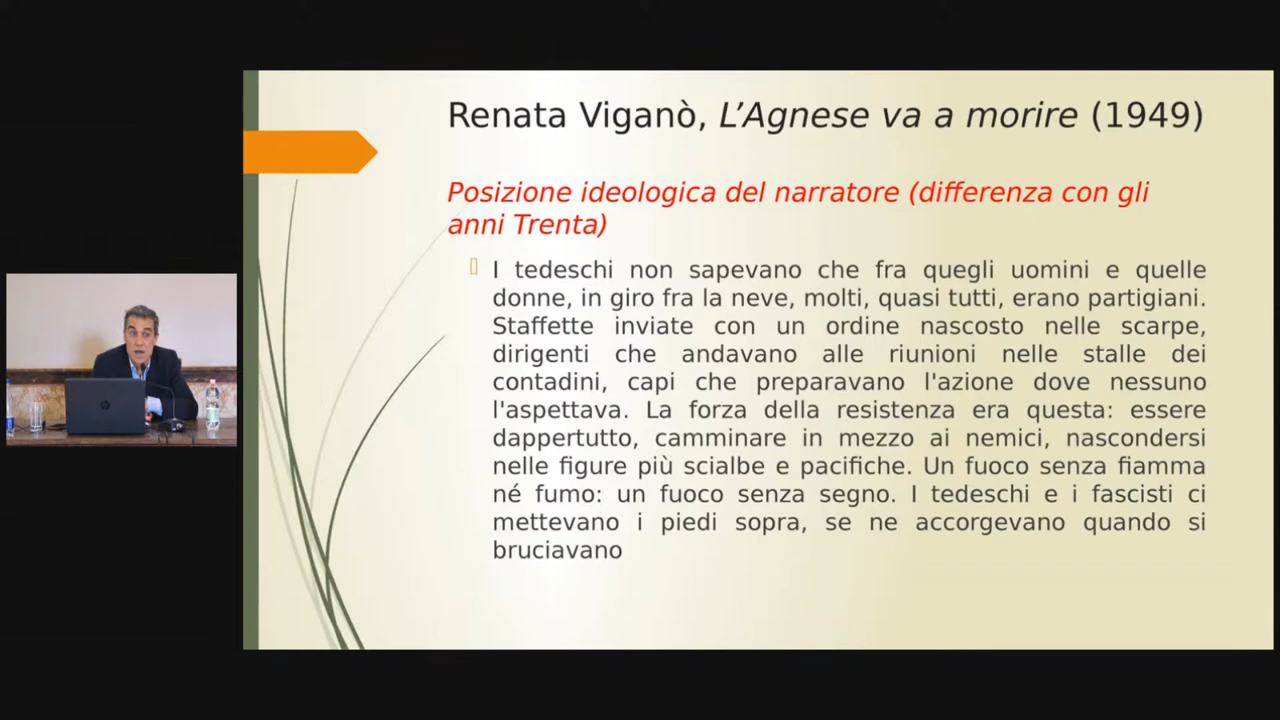 Renata Viganò, L’Agnese va a morire (1949)
Posizione ideologica del narratore (differenza con gli
anni Trenta)
I tedeschi non sapevano che fra quegli uomini e quelle
donne, in giro fra la neve, molti, quasi tutti, erano partigiani.
Staffette inviate con un ordine nascosto nelle scarpe,
dirigenti che andavano alle riunioni nelle stalle dei
contadini, capi che preparavano l'azione dove nessuno
l'aspettava. La forza della resistenza era questa: essere
dappertutto, camminare in mezzo ai nemici, nascondersi
nelle figure più scialbe e pacifiche. Un fuoco senza fiamma
né fumo: un fuoco senza segno. I tedeschi e i fascisti ci
mettevano i piedi sopra, se ne accorgevano quando si
bruciavano